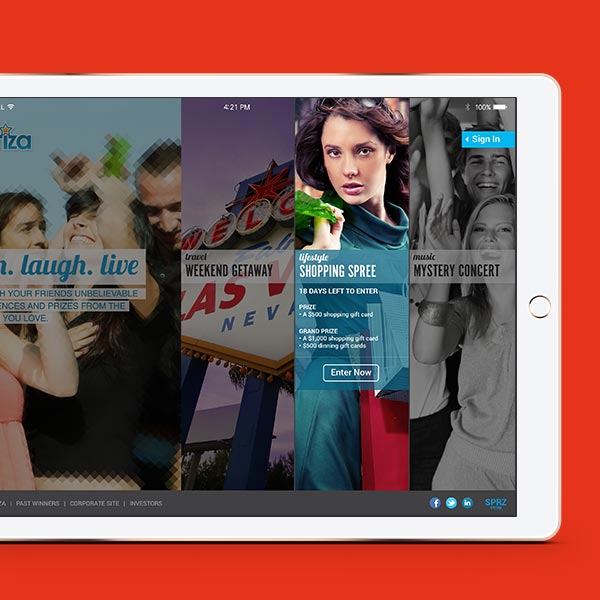 4:21 PM
100%
Sign In
iza
. laugh. live
H YOUR FRIENDS UNBELIEVABLE
ENCES AND PRIZES FROM THE
YOU LOVE.
travel
WEEKEND GETAWAY
WELCO
Fab
LAS V
NEVA
lifestyle
SHOPPING SPREE
18 DAYS LEFT TO ENTER
PRIZE
• A $500 shopping gift card
GRAND PRIZE
• A $1,000 shopping gift card
• $500 dinning gift cards
Enter Now
music
MYSTERY CONCERT
ZA | PAST WINNERS | CORPORATE SITE | INVESTORS
SPRZ